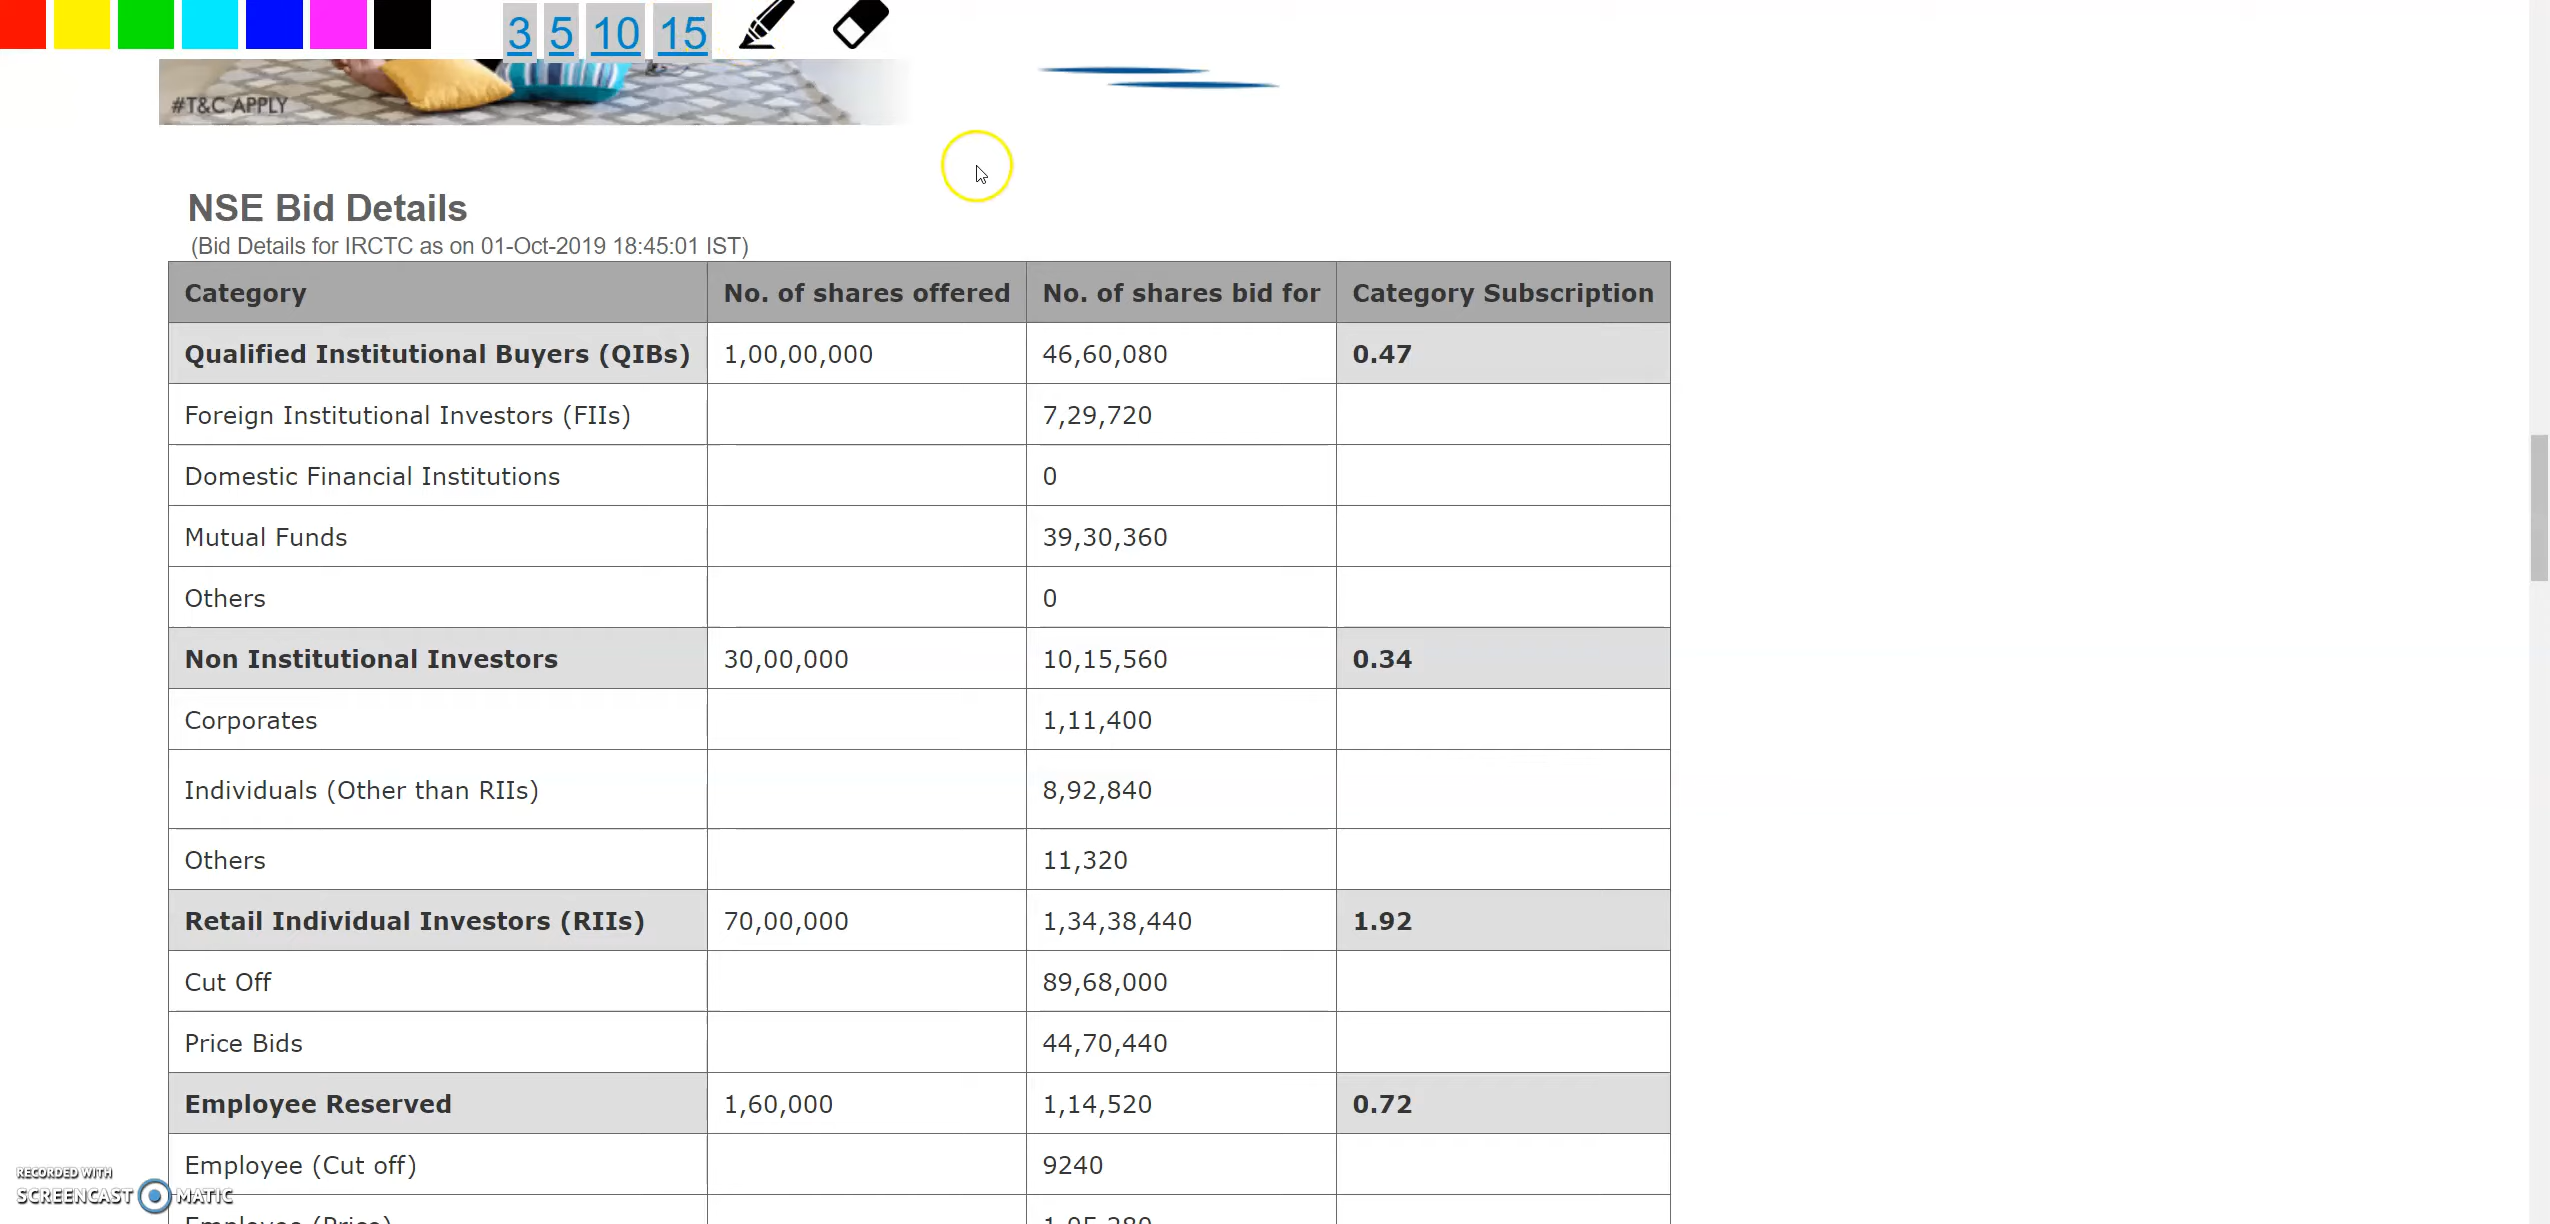 3 5 10 15
#T&C APPLY
NSE Bid Details
(Bid Details for IRCTC as on 01-Oct-2019 18:45:01 IST)
Category No. of shares offered No. of shares bid for Category Subscription
Qualified Institutional Buyers (QIBs) 1,00,00,000 46,60,080 0.47
Foreign Institutional Investors (FIIs) 7,29,720
Domestic Financial Institutions 0
Mutual Funds 39,30,360
Others 0
Non Institutional Investors 30,00,000 10,15,560 0.34
Corporates 1,11,400
Individuals (Other than RIIs) 8,92,840
Others 11,320
Retail Individual Investors (RIIs) 70,00,000 1,34,38,440 1.92
Cut Off 89,68,000
Price Bids 44,70,440
Employee Reserved 1,60,000 1,14,520 0.72
Employee (Cut off) 9240
Employee (Price) 1,05,280
RECORDED WITH
SCREENCAST MATIC